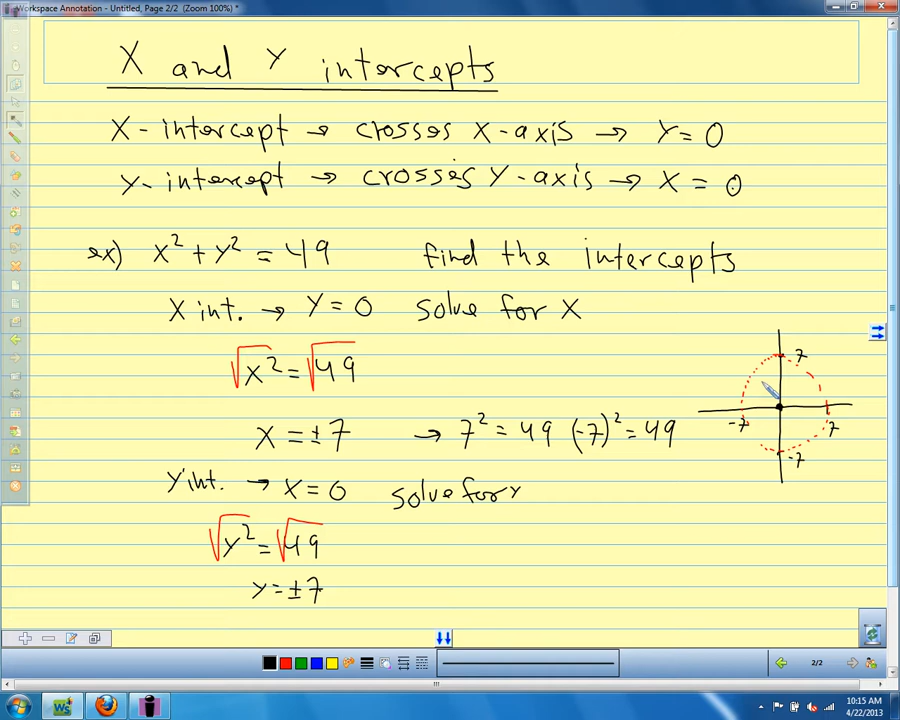 Workspace Annotation - Untitled, Page 2/2 (Zoom 100%) *
X and Y intercepts
X-intercept → crosses X-axis → Y=0
Y-intercept → crosses Y-axis → X = 0
ex) x² + y² = 49 find the intercepts
X int. → Y = 0 solve for X
√x² = √49
X = ±7 → 7² = 49 (-7)² = 49
Y int. → X = 0 solve for Y
√y² = √49
y = ±7
7
-7 7
-7
2/2
10:15 AM
4/22/2013